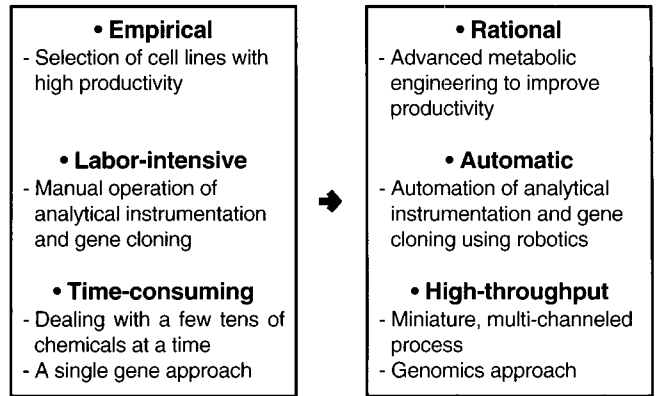 • Empirical
- Selection of cell lines with
high productivity
• Labor-intensive
- Manual operation of
analytical instrumentation
and gene cloning
• Time-consuming
- Dealing with a few tens of
chemicals at a time
- A single gene approach
• Rational
- Advanced metabolic
engineering to improve
productivity
• Automatic
- Automation of analytical
instrumentation and gene
cloning using robotics
• High-throughput
- Miniature, multi-channeled
process
- Genomics approach